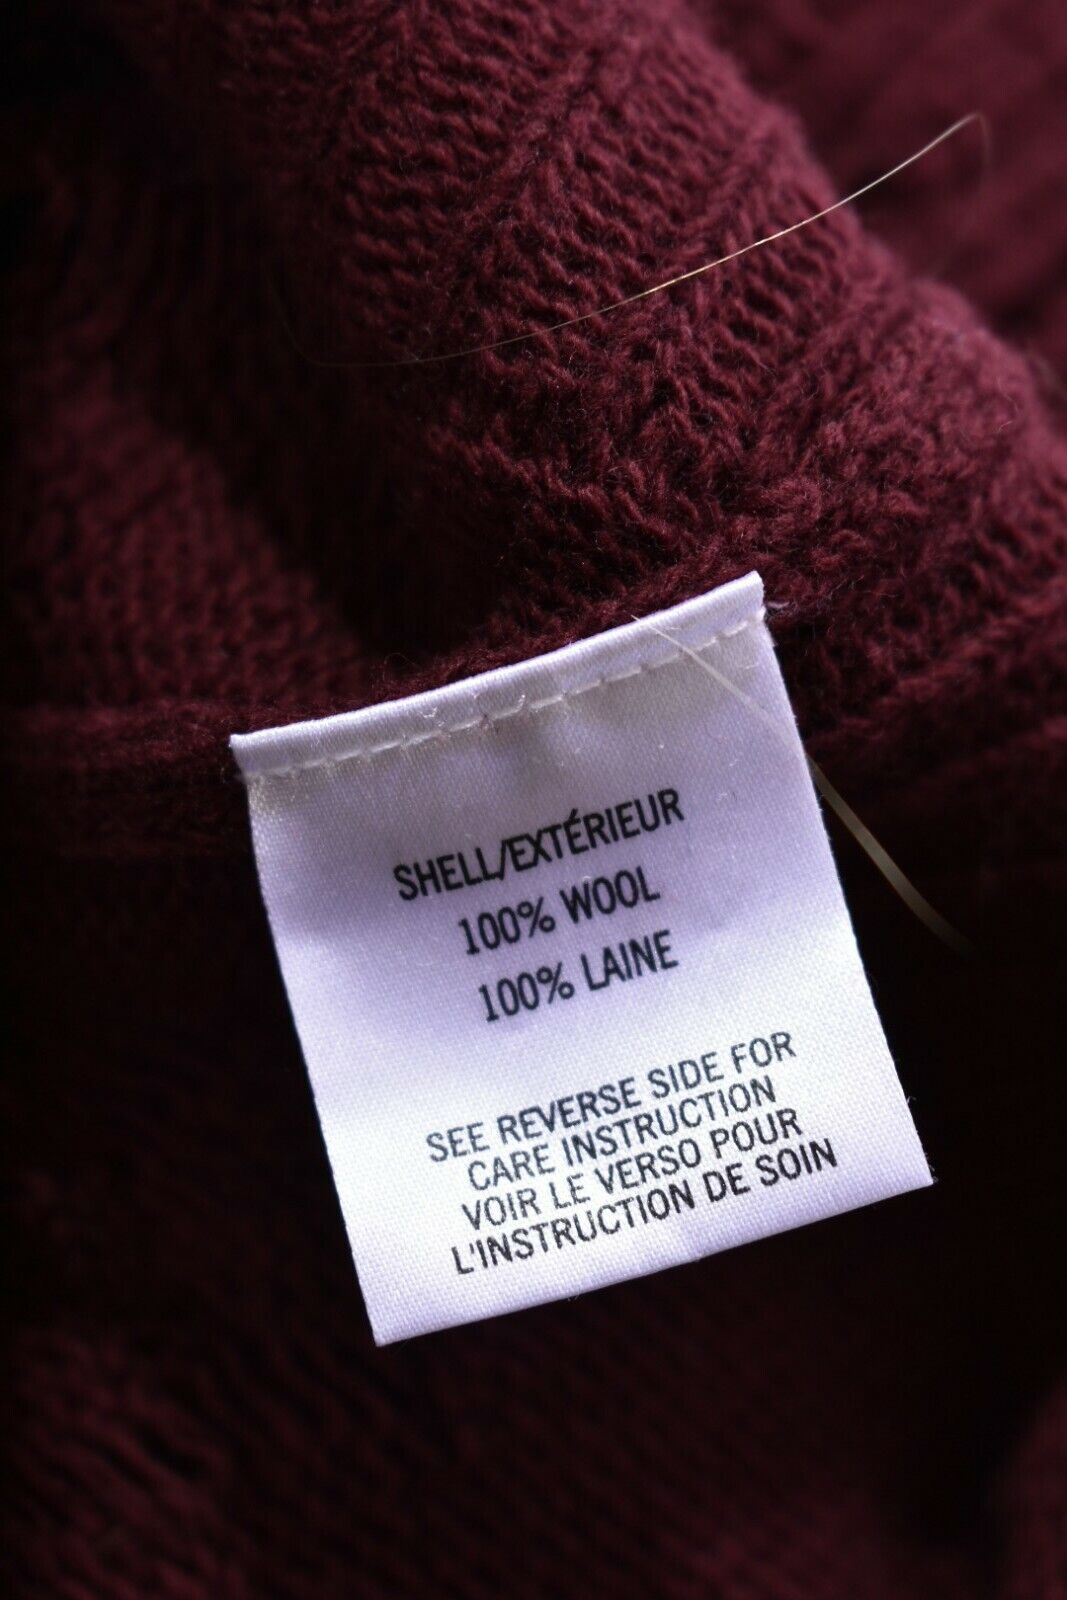 SHELL/EXTÉRIEUR
100% WOOL
100% LAINE
SEE REVERSE SIDE FOR
CARE INSTRUCTION
VOIR LE VERSO POUR
L'INSTRUCTION DE SOIN